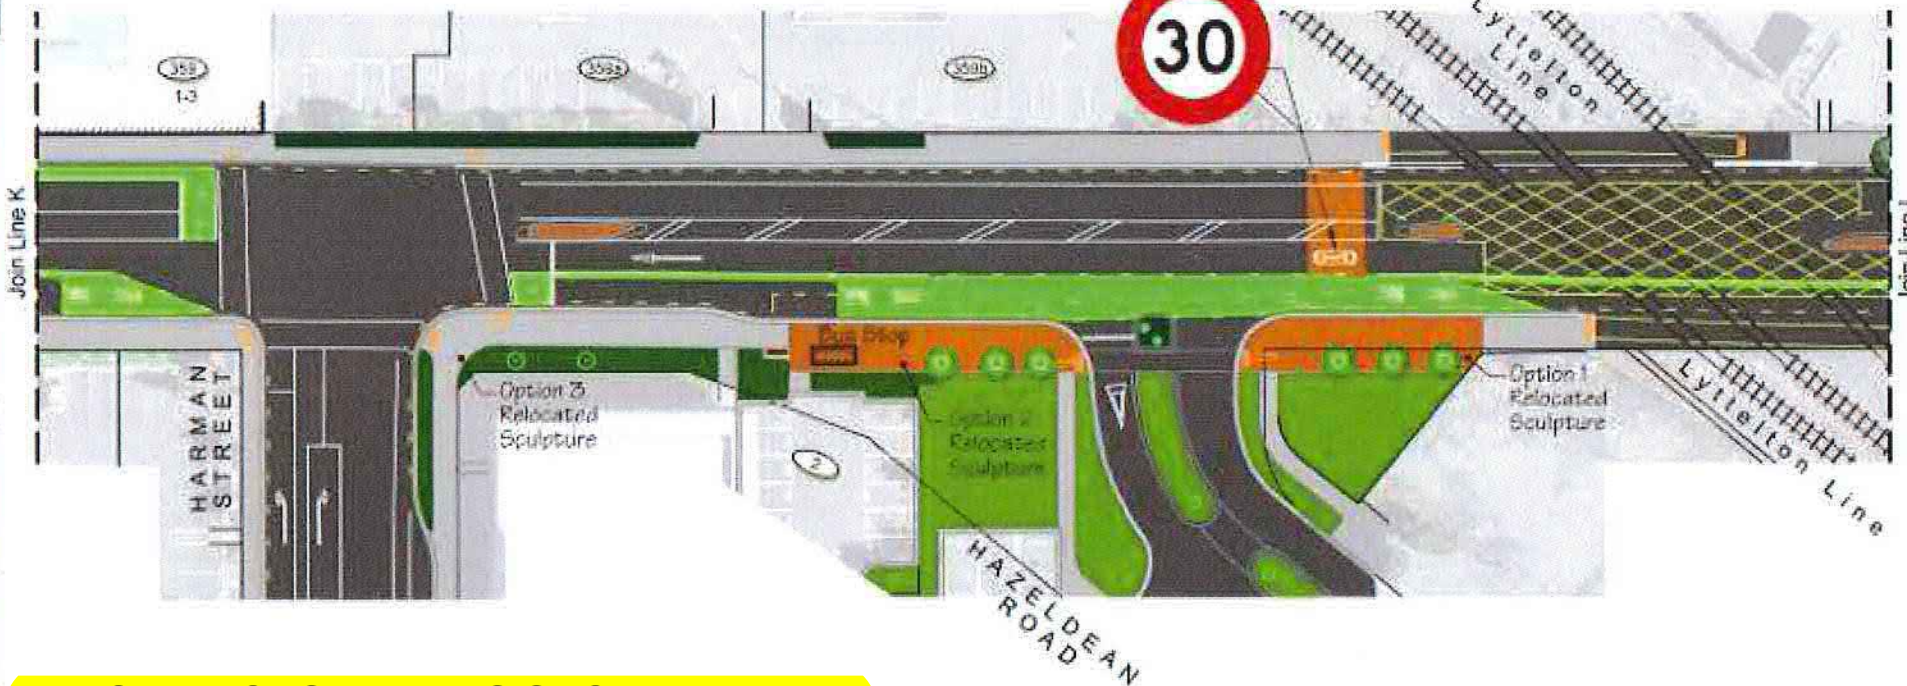 30
Lyttelton
Line
359
1-3
359a
359b
Join Line K
Bus Stop
Option 3
Relocated
Sculpture
Option 2
Relocated
Sculpture
Option 1
Relocated
Sculpture
HARMAN
STREET
2
HAZELDEAN
ROAD
Lyttelton Line
Join Line